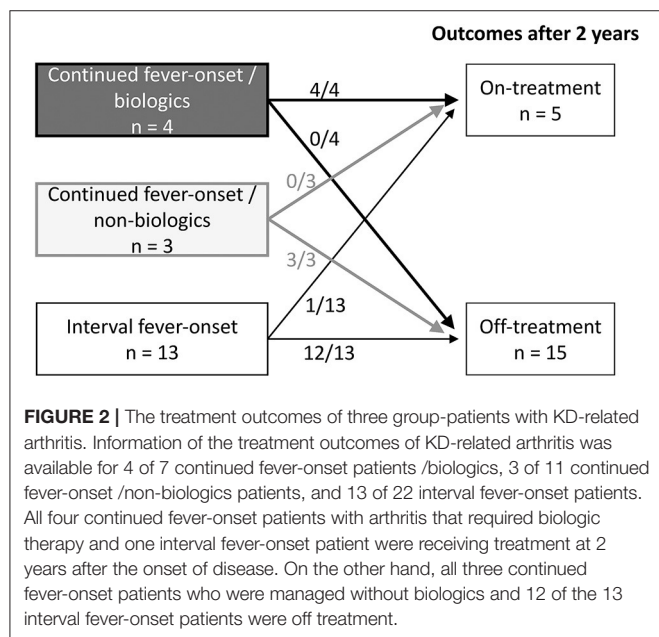 Outcomes after 2 years
Continued fever-onset /
biologics
n = 4
4/4
0/4
On-treatment
n = 5
Continued fever-onset /
non-biologics
n = 3
0/3
3/3
Interval fever-onset
n = 13
1/13
12/13
Off-treatment
n = 15
FIGURE 2 | The treatment outcomes of three group-patients with KD-related
arthritis. Information of the treatment outcomes of KD-related arthritis was
available for 4 of 7 continued fever-onset patients /biologics, 3 of 11 continued
fever-onset /non-biologics patients, and 13 of 22 interval fever-onset patients.
All four continued fever-onset patients with arthritis that required biologic
therapy and one interval fever-onset patient were receiving treatment at 2
years after the onset of disease. On the other hand, all three continued
fever-onset patients who were managed without biologics and 12 of the 13
interval fever-onset patients were off treatment.